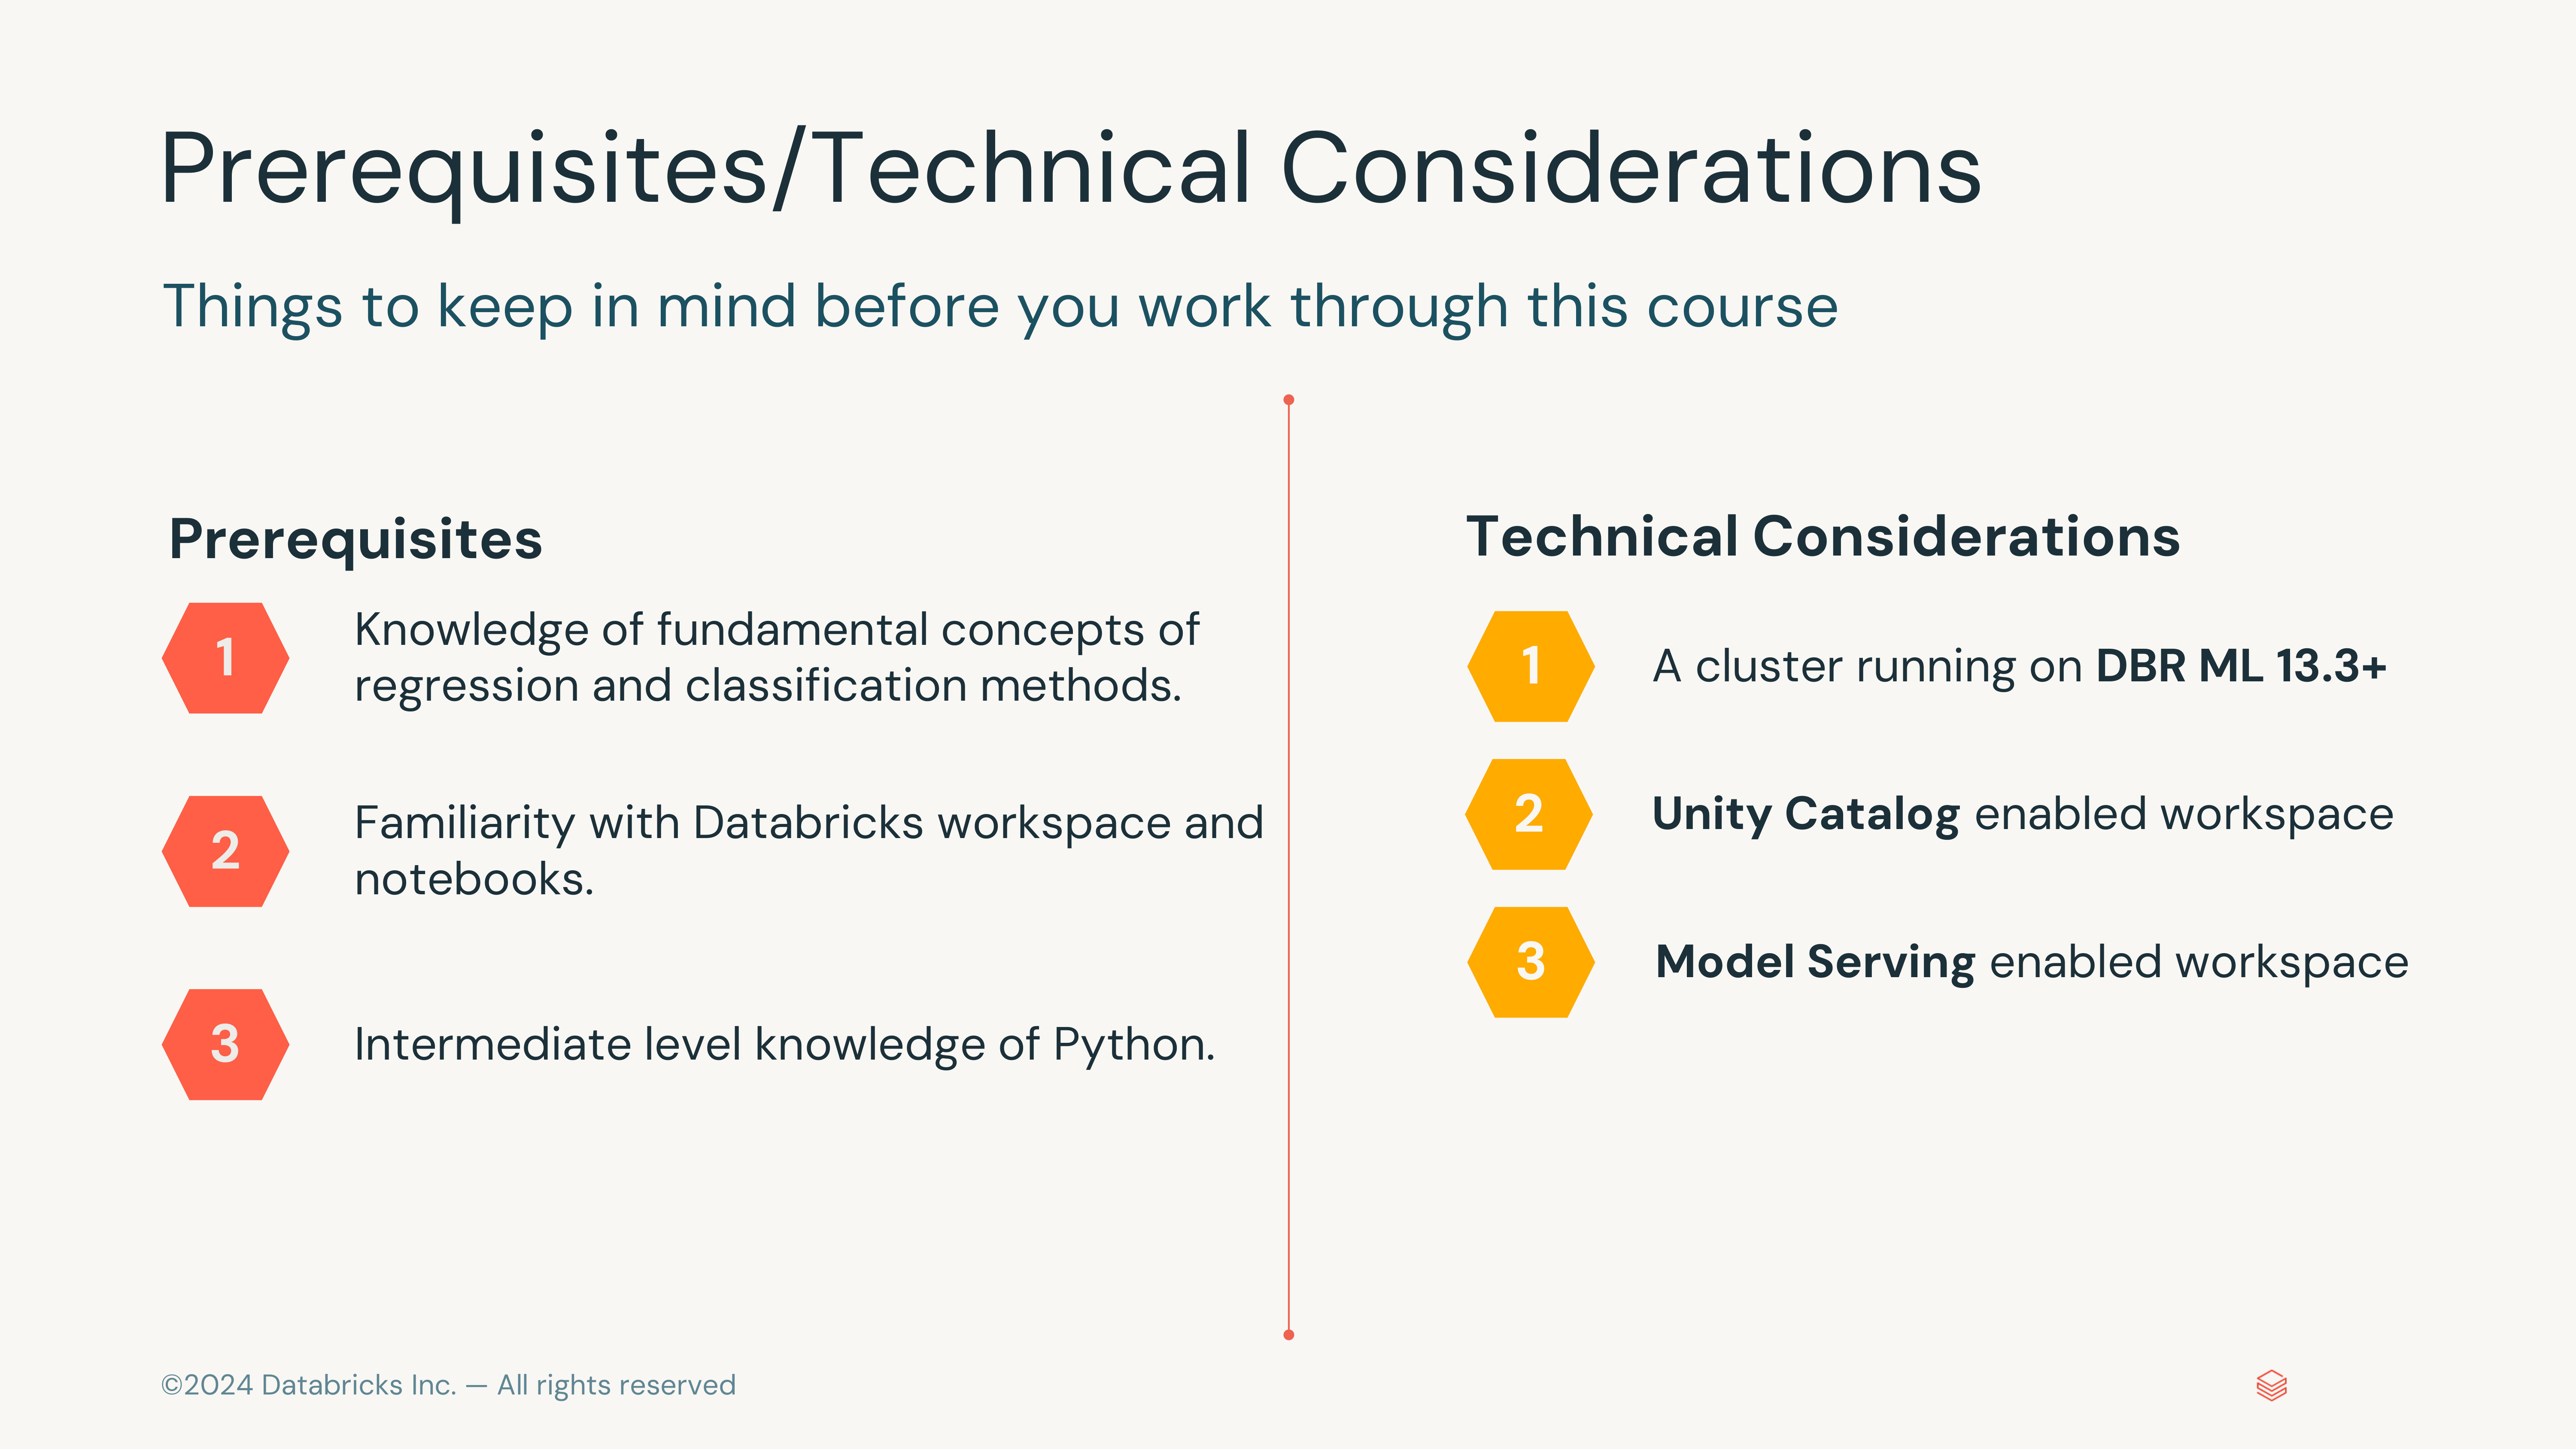 Prerequisites/Technical Considerations
Things to keep in mind before you work through this course
Prerequisites
1
Knowledge of fundamental concepts of
regression and classification methods.
2
Familiarity with Databricks workspace and
notebooks.
3
Intermediate level knowledge of Python.
Technical Considerations
1
A cluster running on DBR ML 13.3+
2
Unity Catalog enabled workspace
3
Model Serving enabled workspace
©2024 Databricks Inc. — All rights reserved